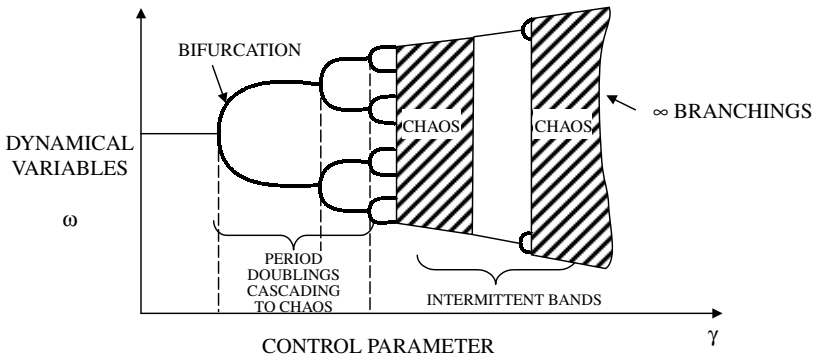 BIFURCATION
∞ BRANCHINGS
CHAOS
CHAOS
DYNAMICAL
VARIABLES
ω
PERIOD
DOUBLINGS
CASCADING
TO CHAOS
INTERMITTENT BANDS
γ
CONTROL PARAMETER